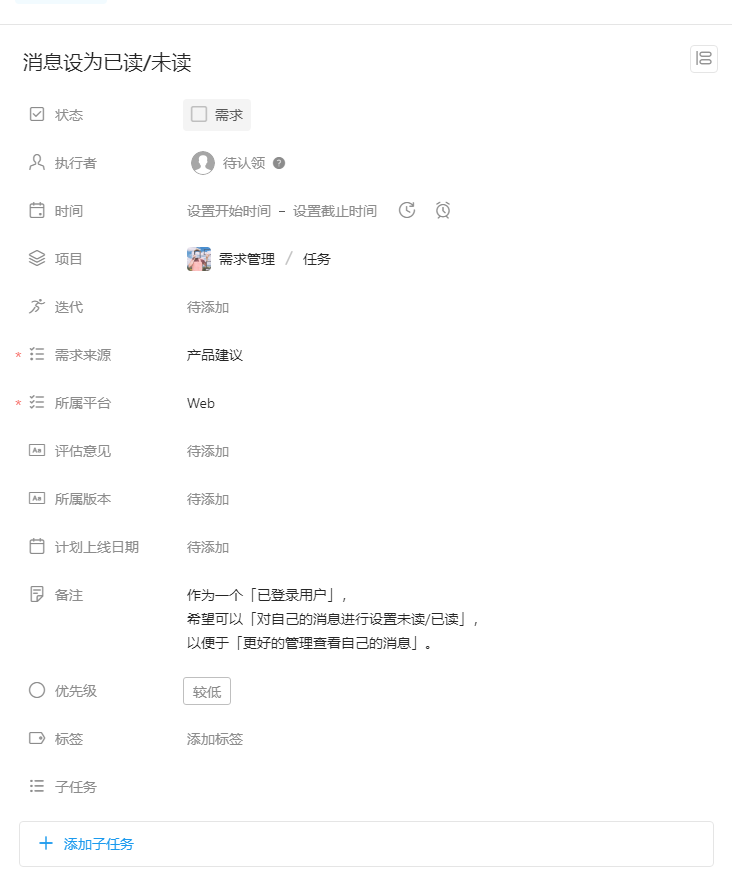 消息设为已读/未读
状态 需求
执行者 待认领 ?
时间 设置开始时间 – 设置截止时间
项目 需求管理 / 任务
迭代 待添加
* 需求来源 产品建议
* 所属平台 Web
评估意见 待添加
所属版本 待添加
计划上线日期 待添加
备注 作为一个「已登录用户」,
希望可以「对自己的消息进行设置未读/已读」,
以便于「更好的管理查看自己的消息」。
优先级 较低
标签 添加标签
子任务
+ 添加子任务